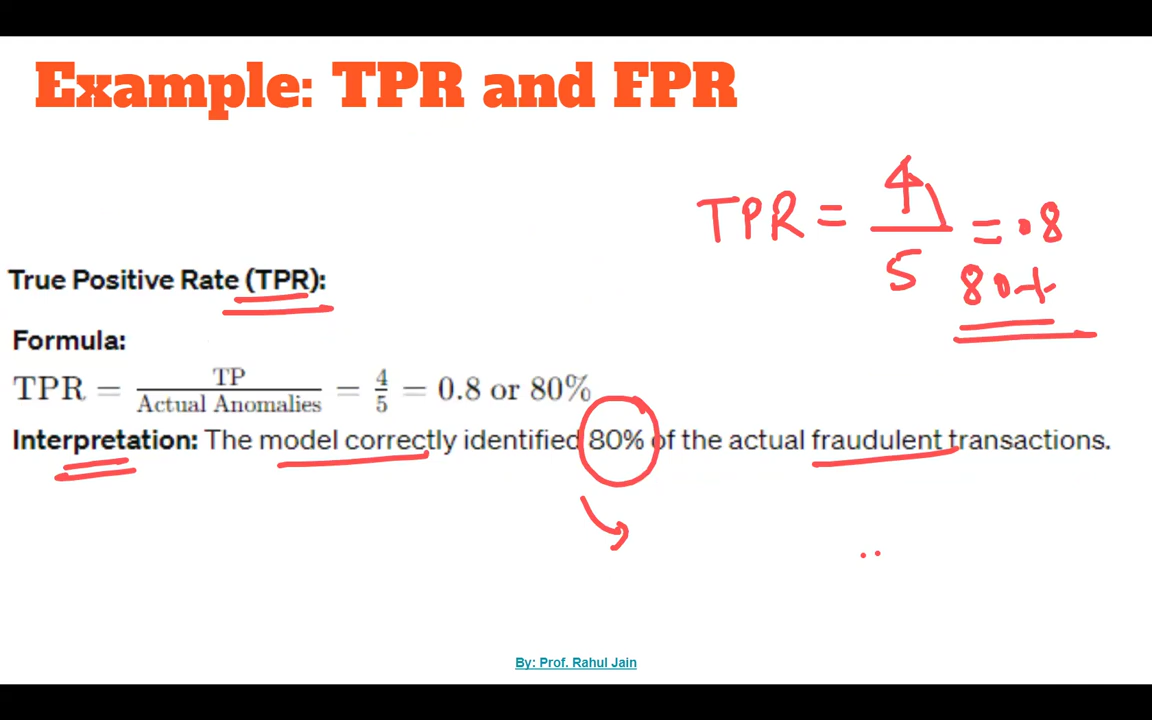 Example: TPR and FPR
TPR = 4/5 = .8
80%
True Positive Rate (TPR):
Formula:
TPR = TP / Actual Anomalies = 4/5 = 0.8 or 80%
Interpretation: The model correctly identified 80% of the actual fraudulent transactions.
By: Prof. Rahul Jain